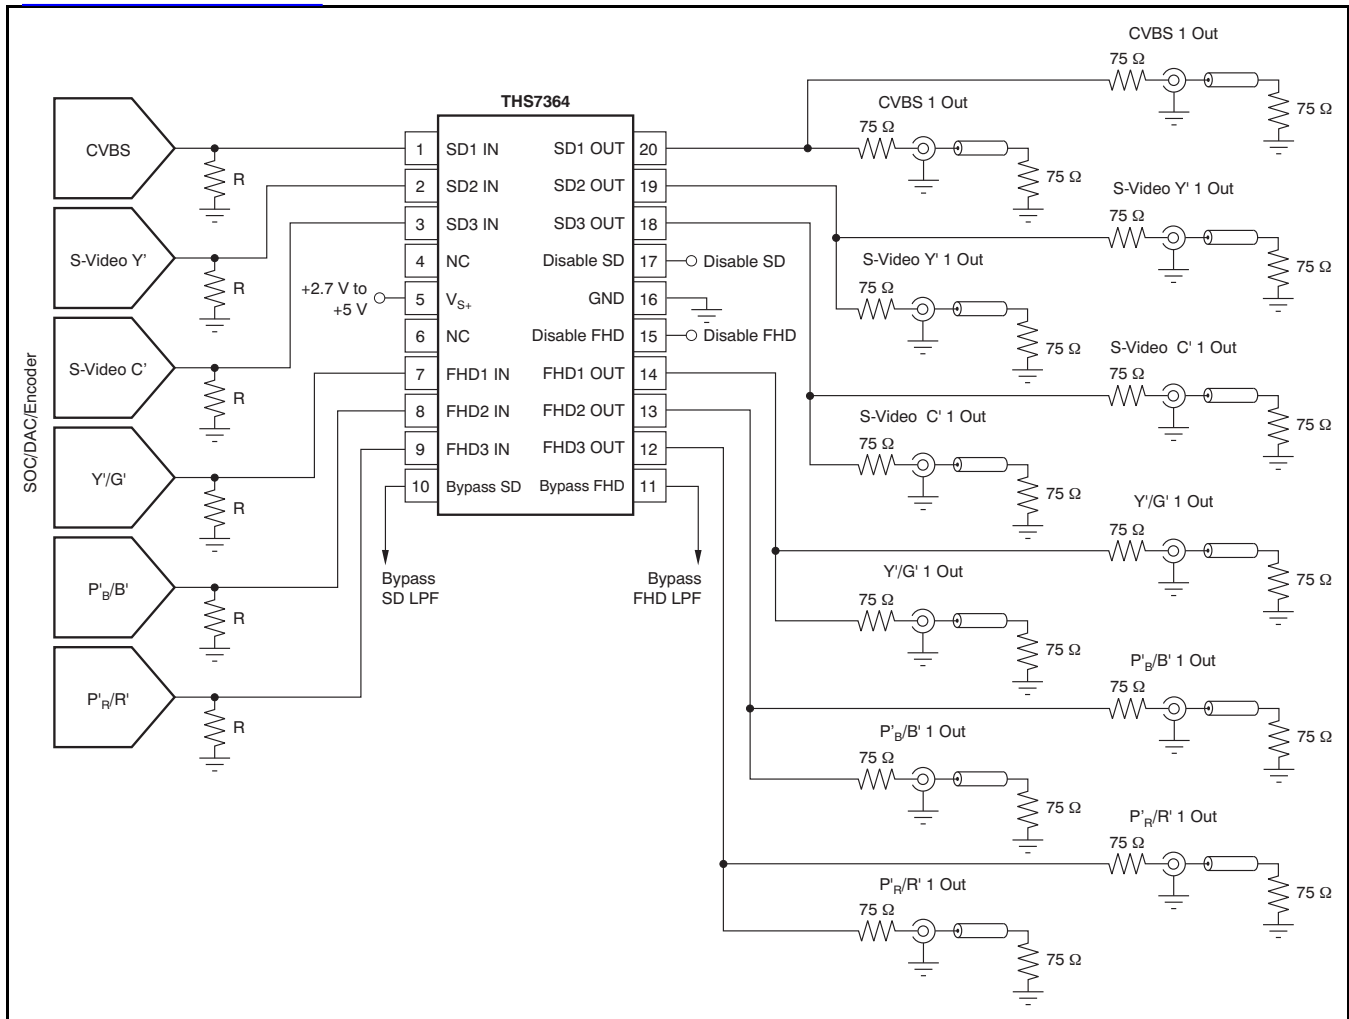 SOC/DAC/Encoder
CVBS
R
S-Video Y'
R
S-Video C'
R
Y'/G'
R
P'B/B'
R
P'R/R'
R
+2.7 V to
+5 V
THS7364
1 SD1 IN SD1 OUT 20
2 SD2 IN SD2 OUT 19
3 SD3 IN SD3 OUT 18
4 NC Disable SD 17 Disable SD
5 VS+ GND 16
6 NC Disable FHD 15 Disable FHD
7 FHD1 IN FHD1 OUT 14
8 FHD2 IN FHD2 OUT 13
9 FHD3 IN FHD3 OUT 12
10 Bypass SD Bypass FHD 11
Bypass
SD LPF
Bypass
FHD LPF
CVBS 1 Out
75 Ω
75 Ω
CVBS 1 Out
75 Ω
75 Ω
S-Video Y' 1 Out
75 Ω
75 Ω
S-Video Y' 1 Out
75 Ω
75 Ω
S-Video C' 1 Out
75 Ω
75 Ω
S-Video C' 1 Out
75 Ω
75 Ω
Y'/G' 1 Out
75 Ω
75 Ω
Y'/G' 1 Out
75 Ω
75 Ω
P'B/B' 1 Out
75 Ω
75 Ω
P'B/B' 1 Out
75 Ω
75 Ω
P'R/R' 1 Out
75 Ω
75 Ω
P'R/R' 1 Out
75 Ω
75 Ω